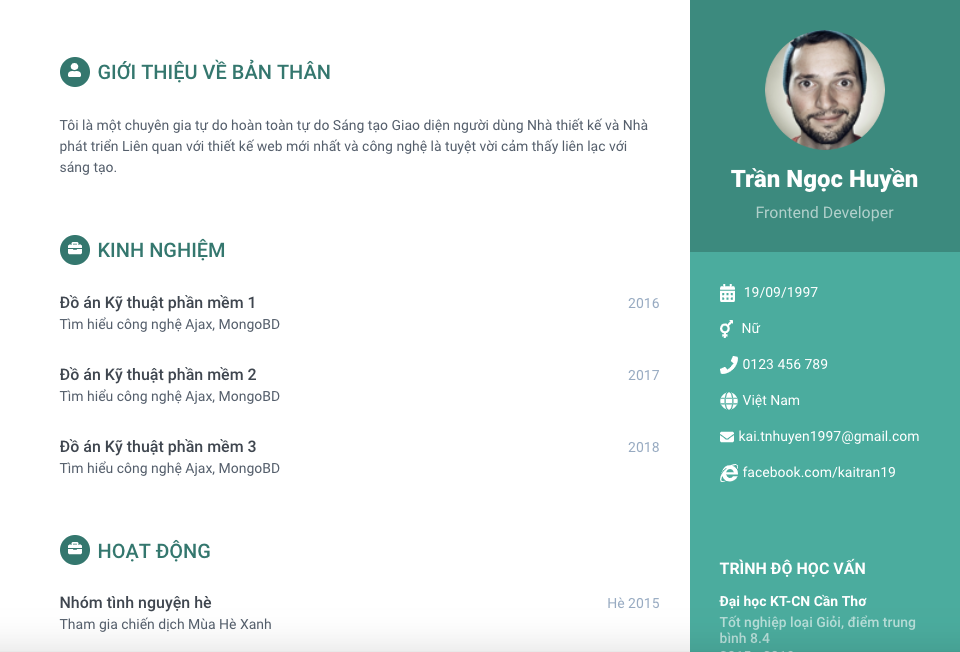 GIỚI THIỆU VỀ BẢN THÂN
Tôi là một chuyên gia tự do hoàn toàn tự do Sáng tạo Giao diện người dùng Nhà thiết kế và Nhà
phát triển Liên quan với thiết kế web mới nhất và công nghệ là tuyệt vời cảm thấy liên lạc với
sáng tạo.
KINH NGHIỆM
Đồ án Kỹ thuật phần mềm 1
2016
Tìm hiểu công nghệ Ajax, MongoBD
Đồ án Kỹ thuật phần mềm 2
2017
Tìm hiểu công nghệ Ajax, MongoBD
Đồ án Kỹ thuật phần mềm 3
2018
Tìm hiểu công nghệ Ajax, MongoBD
HOẠT ĐỘNG
Nhóm tình nguyện hè
Hè 2015
Tham gia chiến dịch Mùa Hè Xanh
Trần Ngọc Huyền
Frontend Developer
19/09/1997
Nữ
0123 456 789
Việt Nam
kai.tnhuyen1997@gmail.com
facebook.com/kaitran19
TRÌNH ĐỘ HỌC VẤN
Đại học KT-CN Cần Thơ
Tốt nghiệp loại Giỏi, điểm trung
bình 8.4